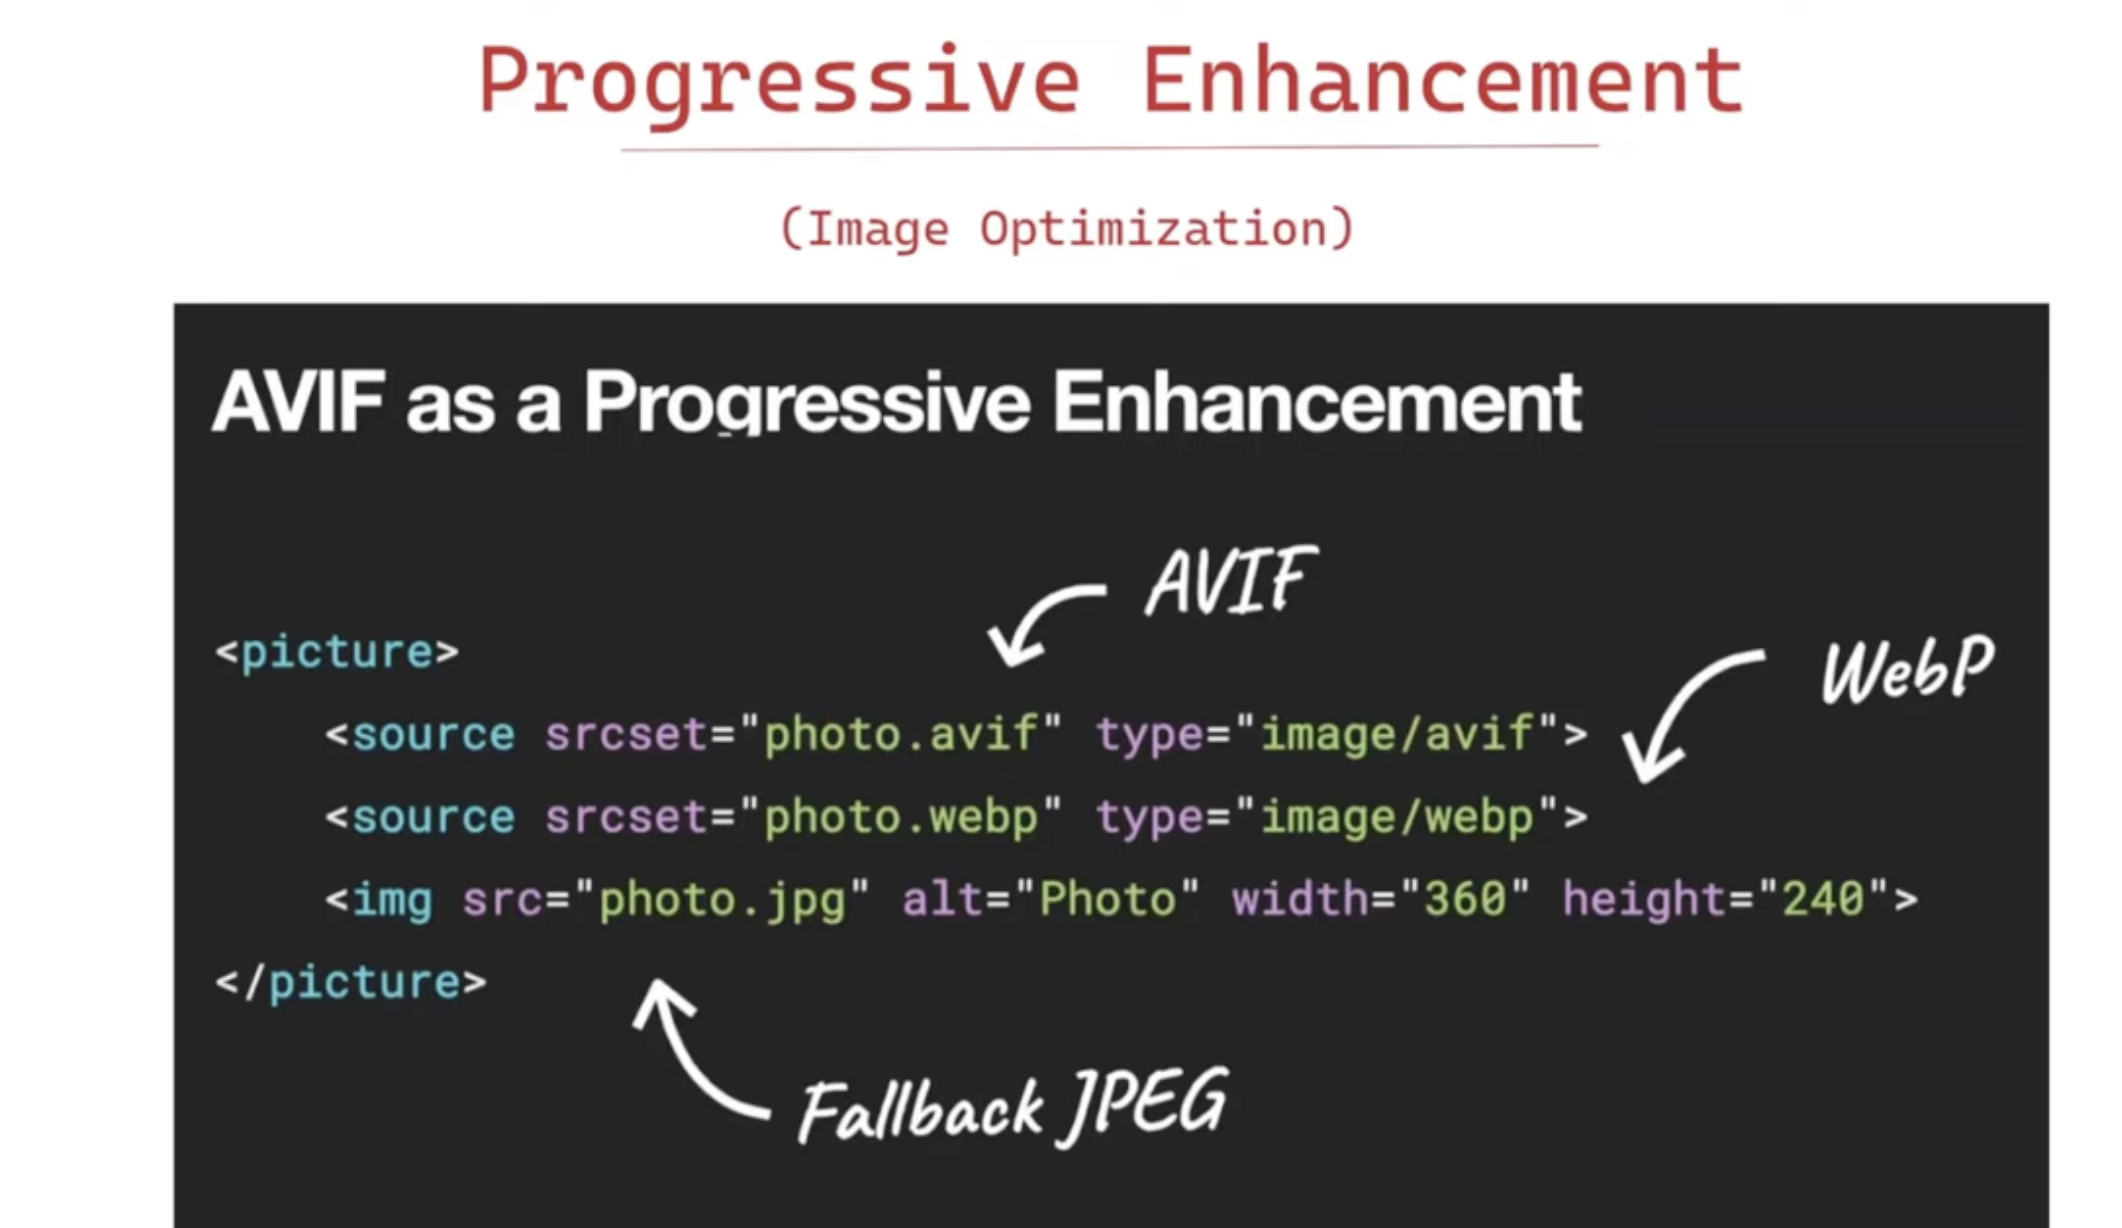 Progressive Enhancement
(Image Optimization)
AVIF as a Progressive Enhancement
AVIF
WebP
<picture>
<source srcset="photo.avif" type="image/avif">
<source srcset="photo.webp" type="image/webp">
<img src="photo.jpg" alt="Photo" width="360" height="240">
</picture>
Fallback JPEG